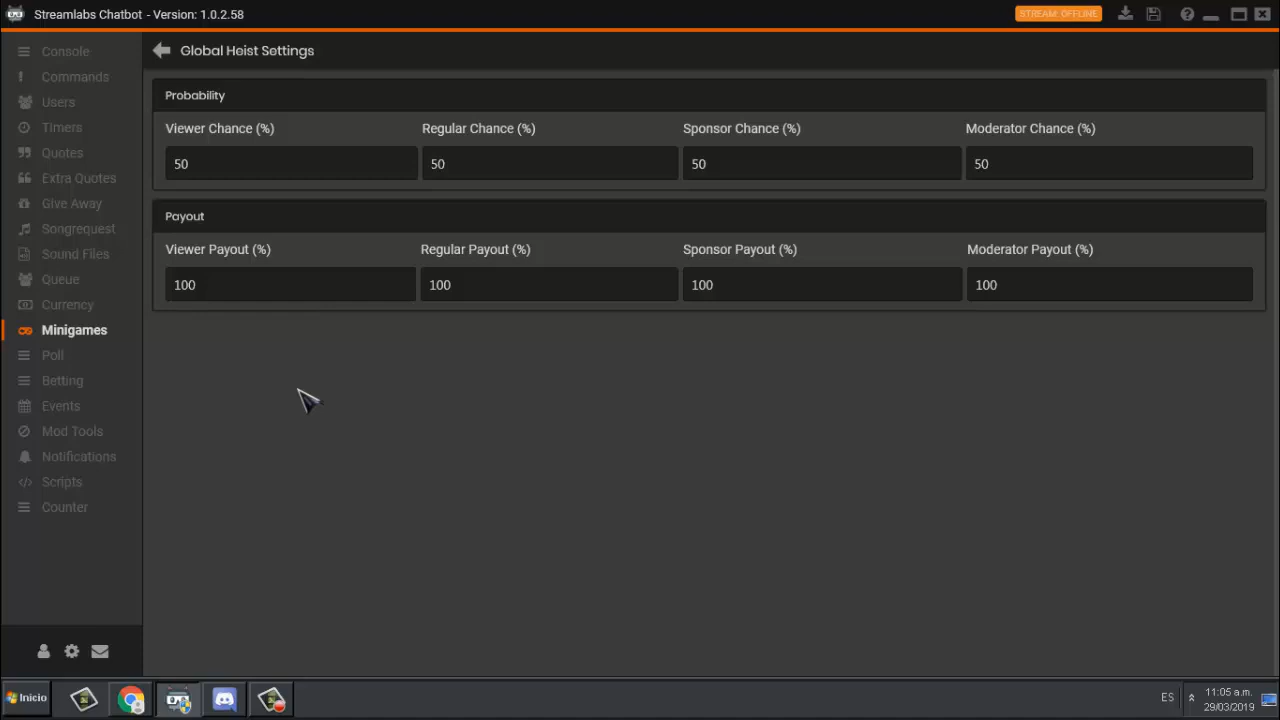 Streamlabs Chatbot - Version: 1.0.2.58
STREAM: OFFLINE
Console
Commands
Users
Timers
Quotes
Extra Quotes
Give Away
Songrequest
Sound Files
Queue
Currency
Minigames
Poll
Betting
Events
Mod Tools
Notifications
Scripts
Counter
Global Heist Settings
Probability
Viewer Chance (%) Regular Chance (%) Sponsor Chance (%) Moderator Chance (%)
50 50 50 50
Payout
Viewer Payout (%) Regular Payout (%) Sponsor Payout (%) Moderator Payout (%)
100 100 100 100
Inicio
ES
11:05 a.m.
29/03/2019